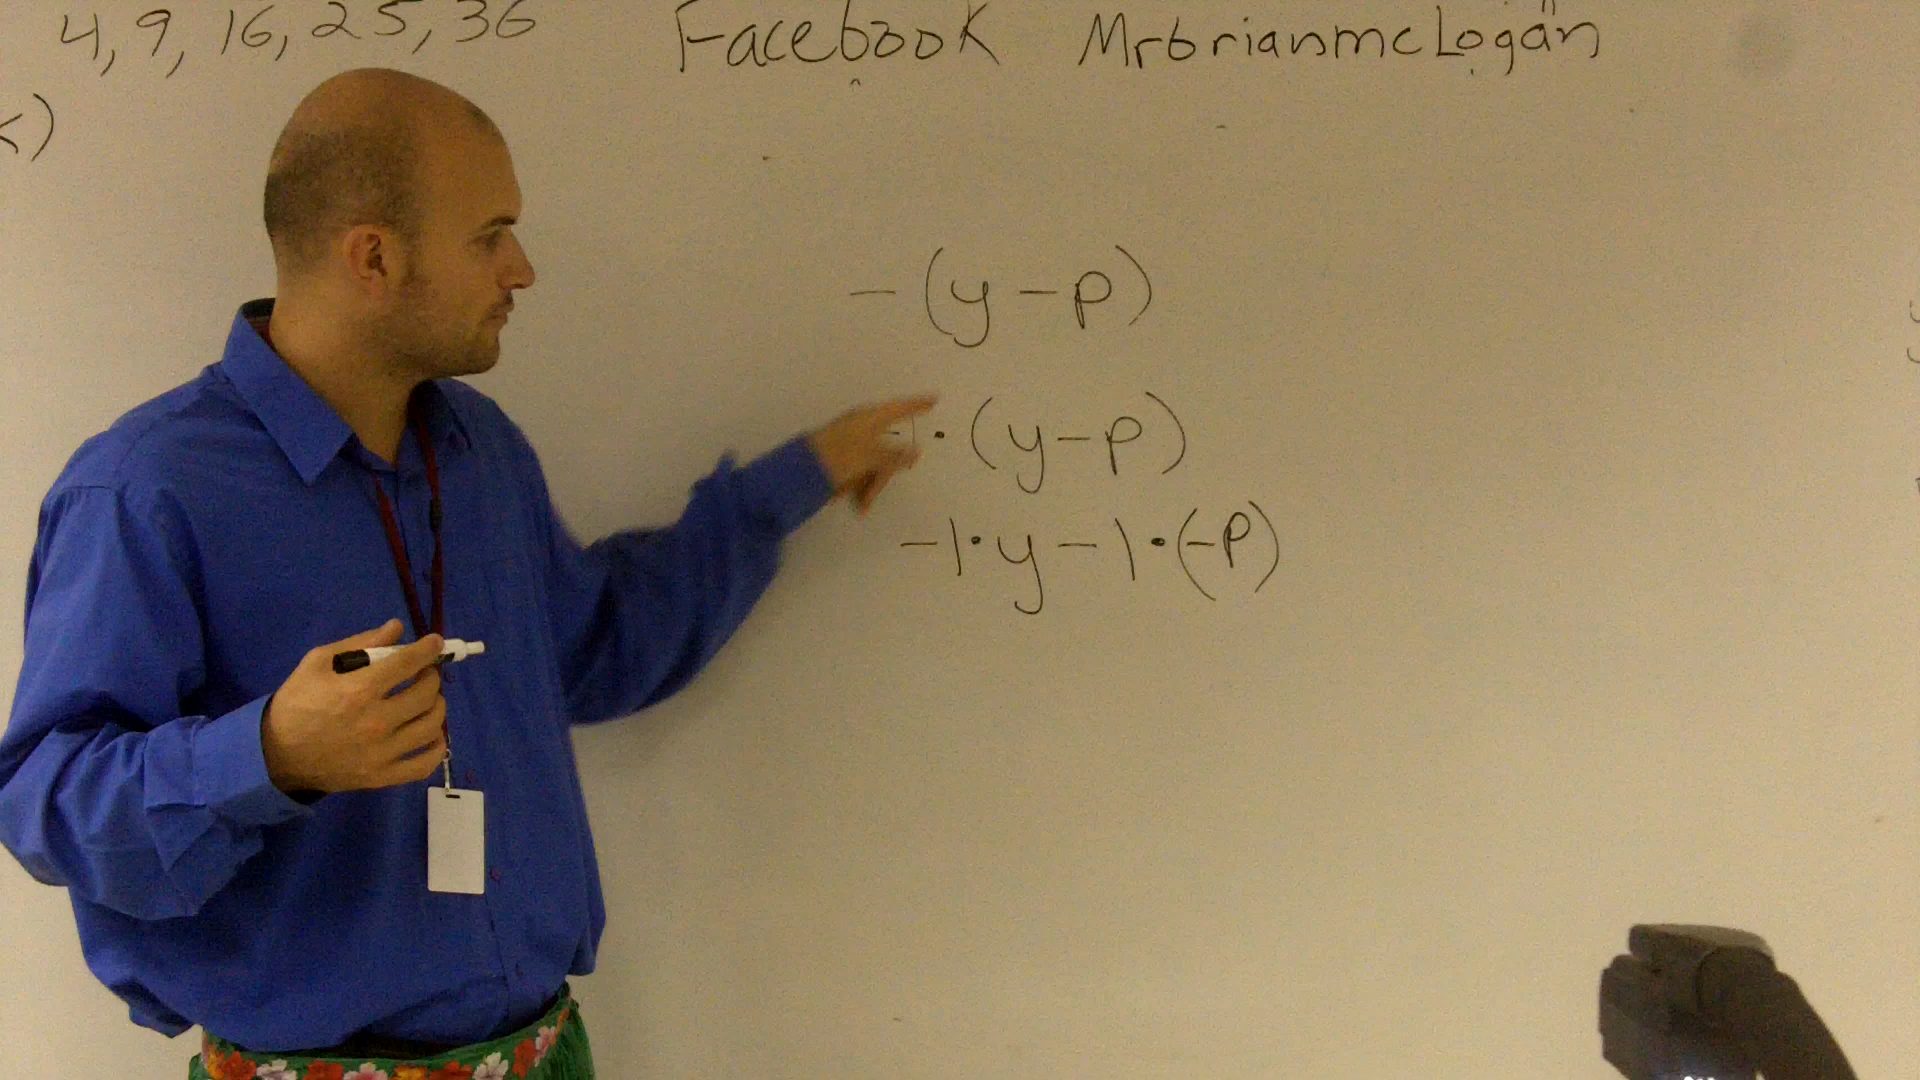 4, 9, 16, 25, 36 Facebook MrbrianmcLogan
)
-(y-p)
-1·(y-p)
-1·y-1·(-P)